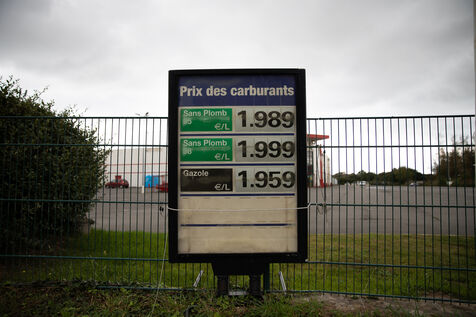 Prix des carburants
Sans Plomb
95 €/L 1.989
Sans Plomb
98 €/L 1.999
Gazole
€/L 1.959